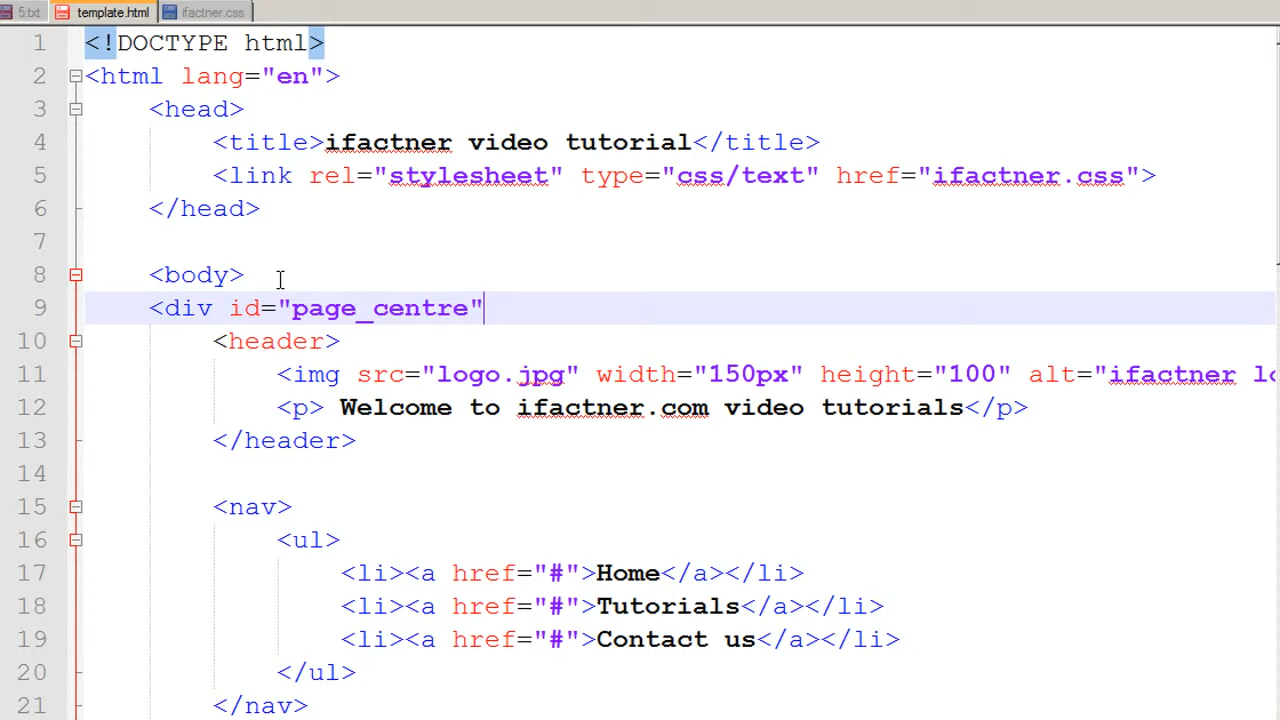 5.txt template.html ifactner.css
1 <!DOCTYPE html>
2 <html lang="en">
3 <head>
4 <title>ifactner video tutorial</title>
5 <link rel="stylesheet" type="css/text" href="ifactner.css">
6 </head>
7
8 <body>
9 <div id="page_centre"
10 <header>
11 <img src="logo.jpg" width="150px" height="100" alt="ifactner
12 <p> Welcome to ifactner.com video tutorials</p>
13 </header>
14
15 <nav>
16 <ul>
17 <li><a href="#">Home</a></li>
18 <li><a href="#">Tutorials</a></li>
19 <li><a href="#">Contact us</a></li>
20 </ul>
21 </nav>